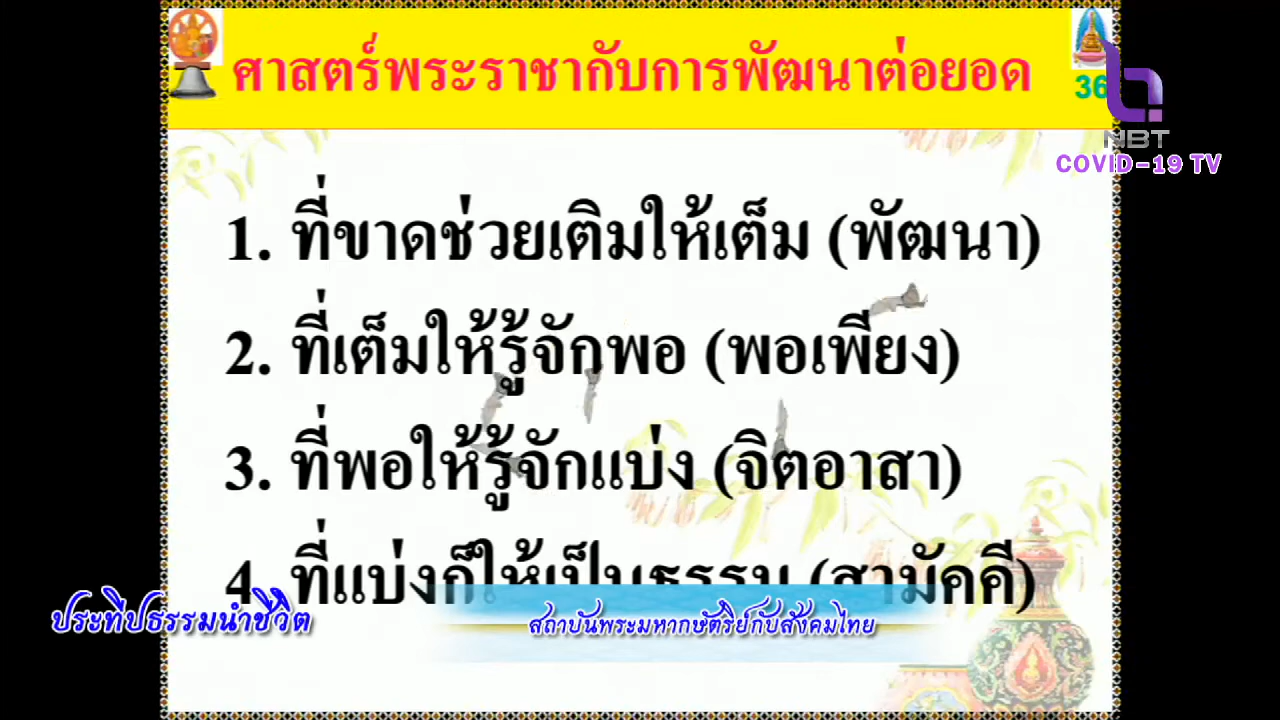 ศาสตร์พระราชากับการพัฒนาต่อยอด
36
NBT
COVID-19 TV
1. ที่ขาดช่วยเติมให้เต็ม (พัฒนา)
2. ที่เต็มให้รู้จักพอ (พอเพียง)
3. ที่พอให้รู้จักแบ่ง (จิตอาสา)
4. ที่แบ่งก็ให้เป็นธรรม (สามัคคี)
ประทีปธรรมนำชีวิต
สถาบันพระมหากษัตริย์กับสังคมไทย